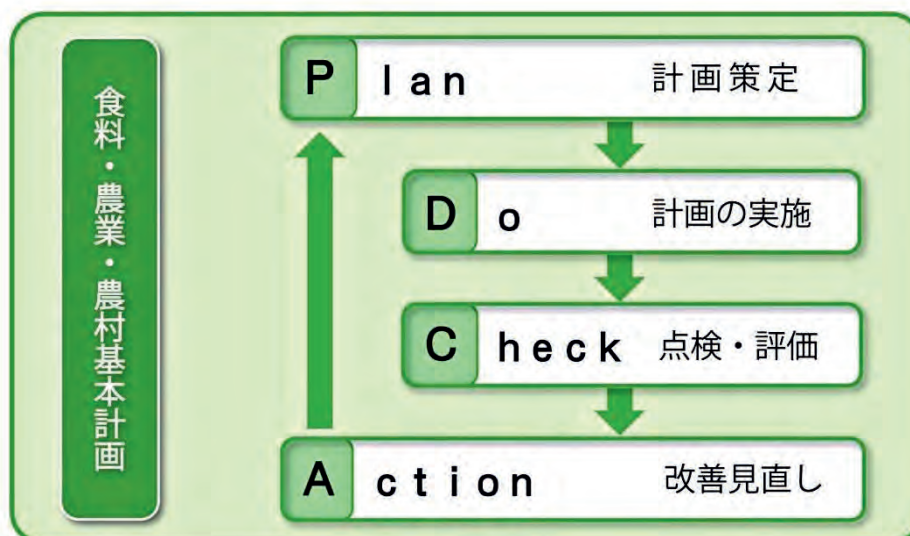 食料・農業・農村基本計画
Plan 計画策定
Do 計画の実施
Check 点検・評価
Action 改善見直し